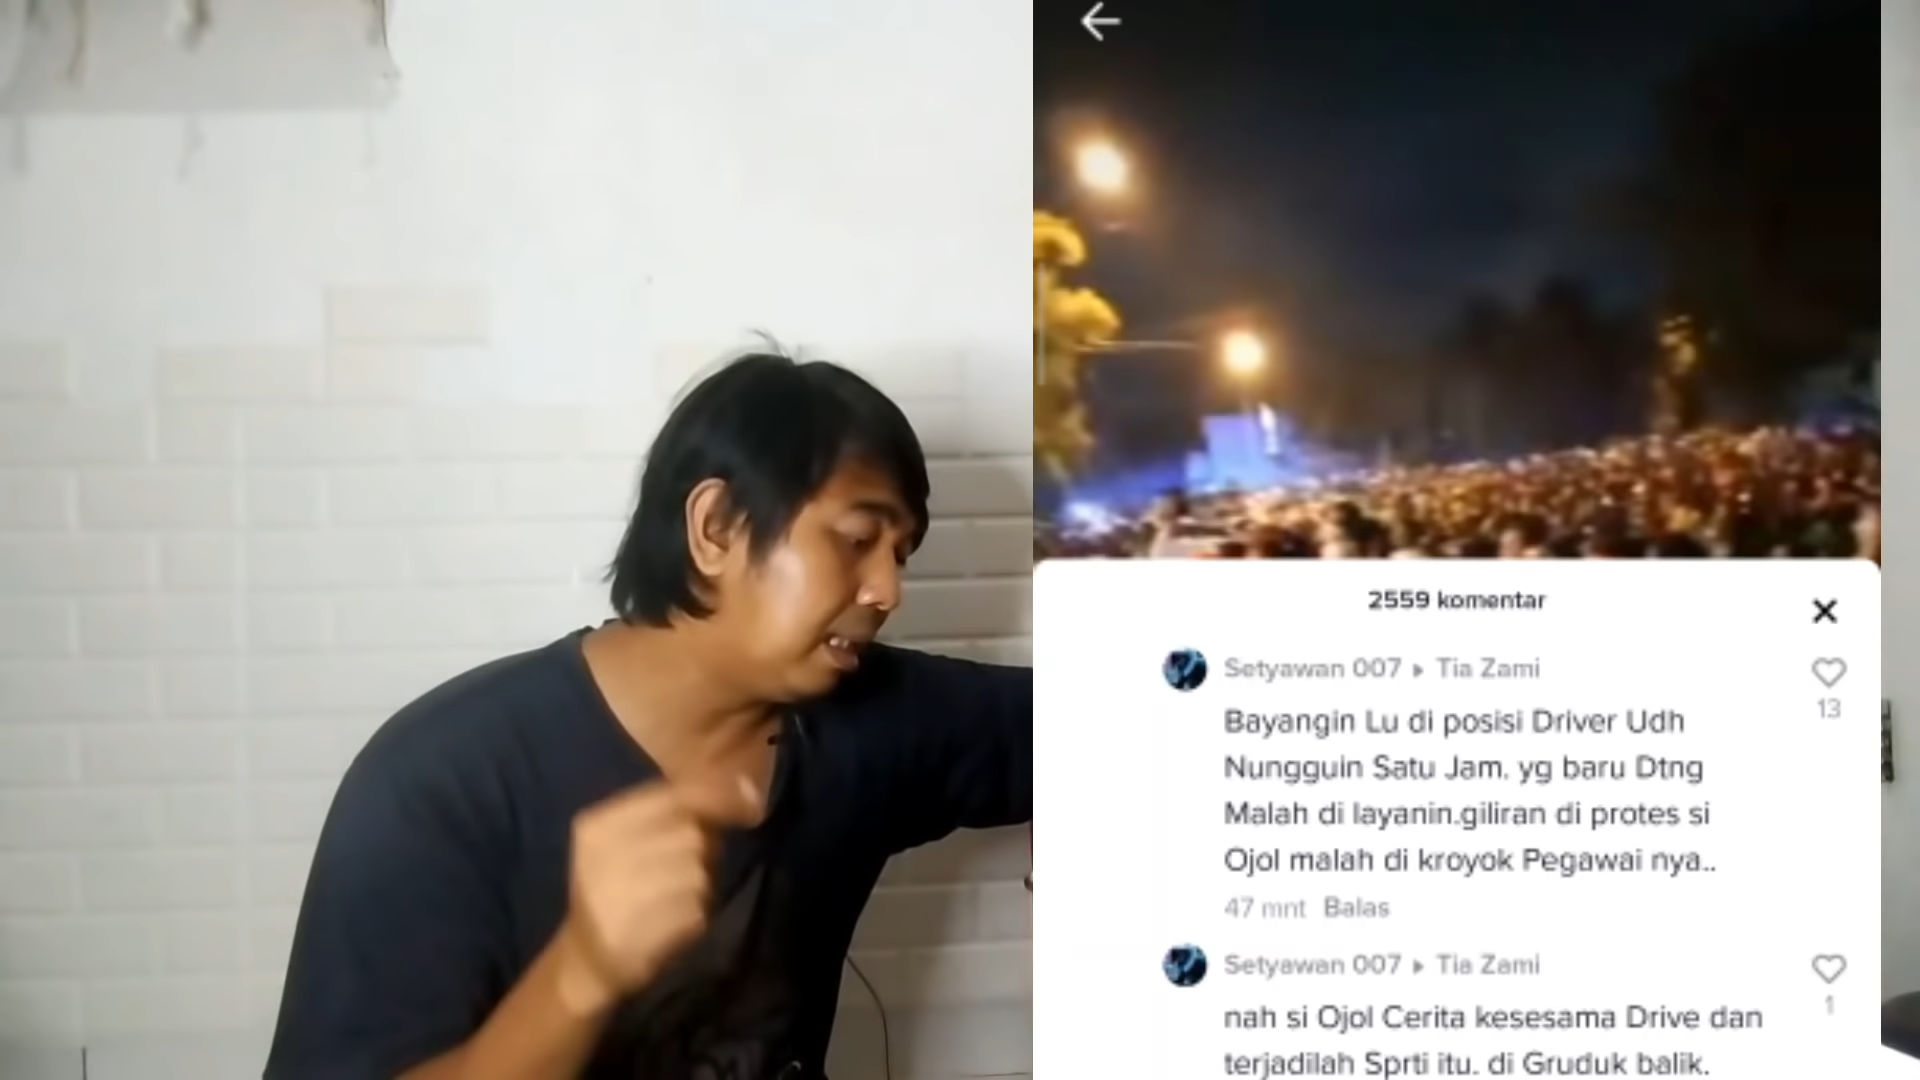 2559 komentar
Setyawan 007 ▸ Tia Zami
Bayangin Lu di posisi Driver Udh
Nungguin Satu Jam. yg baru Dtng
Malah di layanin.giliran di protes si
Ojol malah di kroyok Pegawai nya..
13
47 mnt Balas
Setyawan 007 ▸ Tia Zami
nah si Ojol Cerita kesesama Drive dan
terjadilah Sprti itu. di Gruduk balik.
1